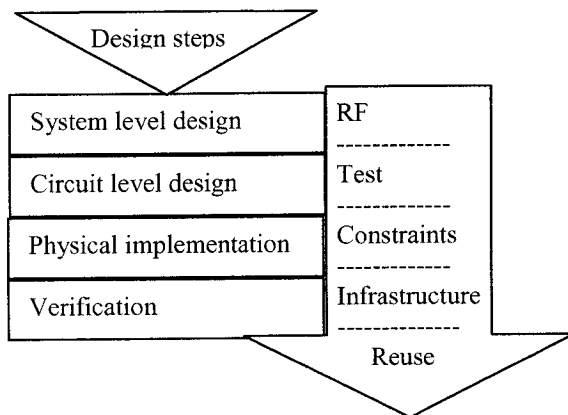 Design steps
System level design
Circuit level design
Physical implementation
Verification
RF
Test
Constraints
Infrastructure
Reuse